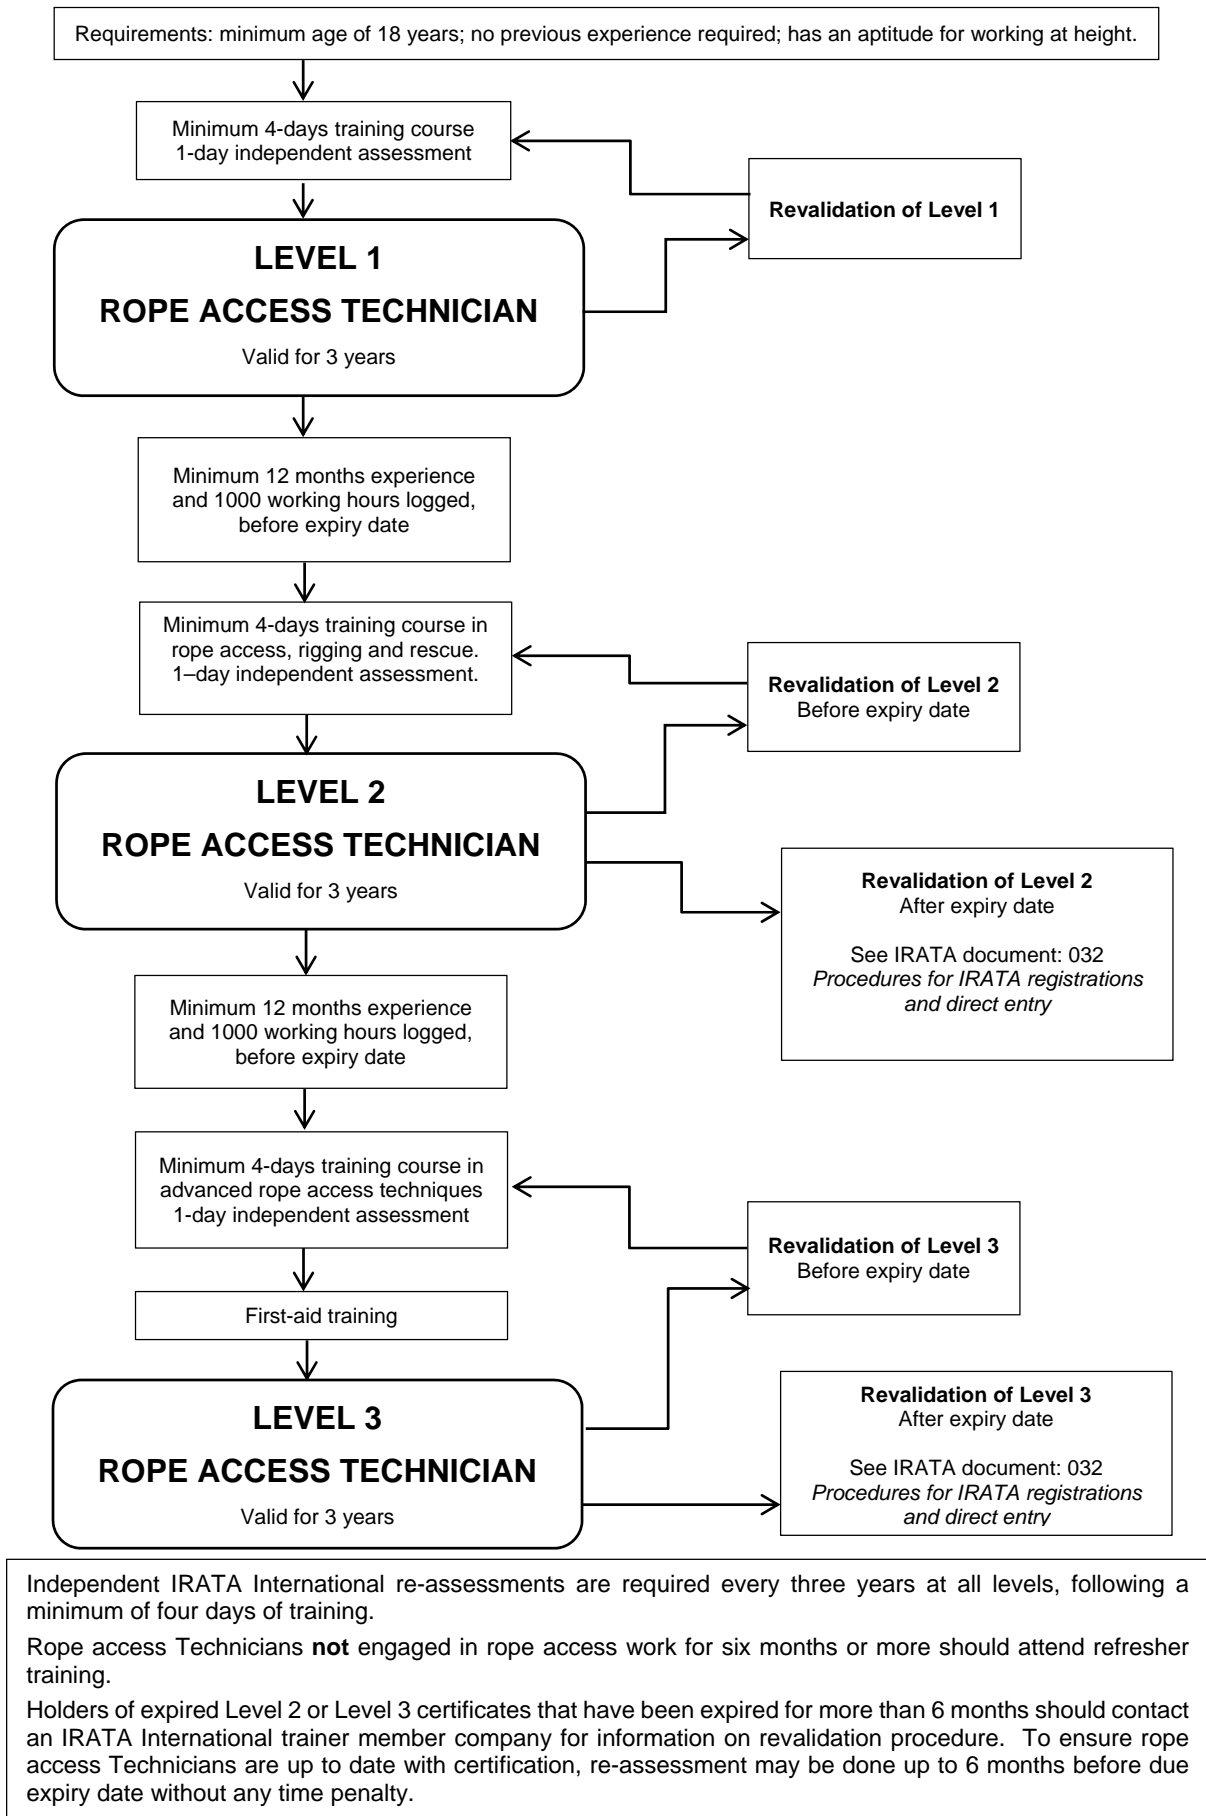 Requirements: minimum age of 18 years; no previous experience required; has an aptitude for working at height.
Minimum 4-days training course
1-day independent assessment
Revalidation of Level 1
LEVEL 1
ROPE ACCESS TECHNICIAN
Valid for 3 years
Minimum 12 months experience
and 1000 working hours logged,
before expiry date
Minimum 4-days training course in
rope access, rigging and rescue.
1–day independent assessment.
Revalidation of Level 2
Before expiry date
LEVEL 2
ROPE ACCESS TECHNICIAN
Valid for 3 years
Revalidation of Level 2
After expiry date
See IRATA document: 032
Procedures for IRATA registrations
and direct entry
Minimum 12 months experience
and 1000 working hours logged,
before expiry date
Minimum 4-days training course in
advanced rope access techniques
1-day independent assessment
Revalidation of Level 3
Before expiry date
First-aid training
LEVEL 3
ROPE ACCESS TECHNICIAN
Valid for 3 years
Revalidation of Level 3
After expiry date
See IRATA document: 032
Procedures for IRATA registrations
and direct entry
Independent IRATA International re-assessments are required every three years at all levels, following a
minimum of four days of training.
Rope access Technicians not engaged in rope access work for six months or more should attend refresher
training.
Holders of expired Level 2 or Level 3 certificates that have been expired for more than 6 months should contact
an IRATA International trainer member company for information on revalidation procedure. To ensure rope
access Technicians are up to date with certification, re-assessment may be done up to 6 months before due
expiry date without any time penalty.